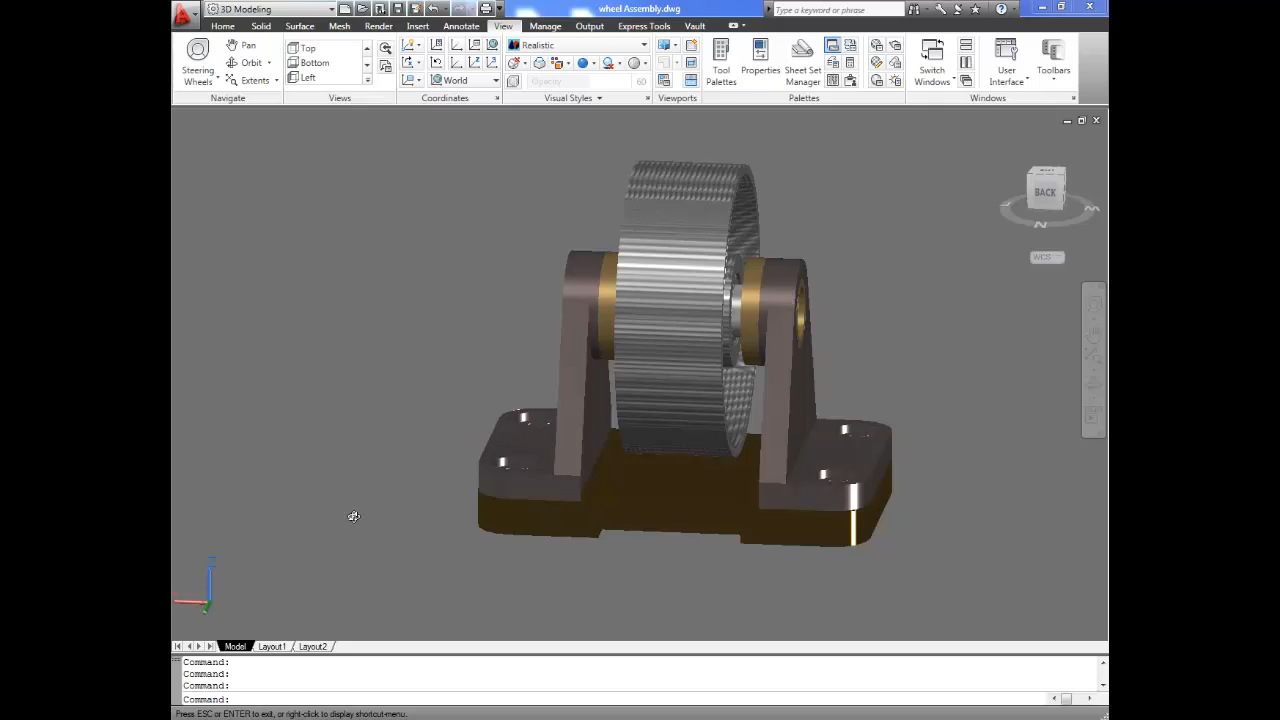 3D Modeling
wheel Assembly.dwg
Type a keyword or phrase
Home Solid Surface Mesh Render Insert Annotate View Manage Output Express Tools Vault
Steering Wheels
Pan
Orbit
Extents
Navigate
Top
Bottom
Left
Views
World
Coordinates
Realistic
Opacity 60
Visual Styles
Viewports
Tool Palettes
Properties
Sheet Set Manager
Palettes
Switch Windows
User Interface
Toolbars
Windows
BACK
N
WCS
Model Layout1 Layout2
Command:
Command:
Command:
Command:
Press ESC or ENTER to exit, or right-click to display shortcut-menu.